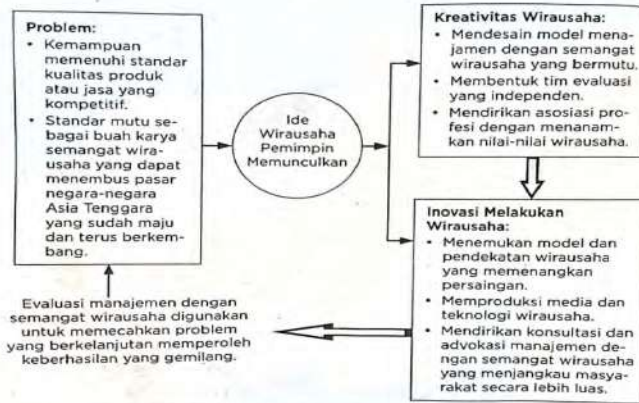 Problem:
• Kemampuan
memenuhi standar
kualitas produk
atau jasa yang
kompetitif.
• Standar mutu se-
bagai buah karya
semangat wira-
usaha yang dapat
menembus pasar
negara-negara
Asia Tenggara
yang sudah maju
dan terus berkem-
bang.
Ide
Wirausaha
Pemimpin
Memunculkan
Kreativitas Wirausaha:
• Mendesain model mena-
jamen dengan semangat
wirausaha yang bermutu.
• Membentuk tim evaluasi
yang independen.
• Mendirikan asosiasi pro-
fesi dengan menanam-
kan nilai-nilai wirausaha.
Inovasi Melakukan
Wirausaha:
• Menemukan model dan
pendekatan wirausaha
yang memenangkan
persaingan.
• Memproduksi media dan
teknologi wirausaha.
• Mendirikan konsultasi dan
advokasi manajemen de-
ngan semangat wirausaha
yang menjangkau masya-
rakat secara lebih luas.
Evaluasi manajemen dengan
semangat wirausaha digunakan
untuk memecahkan problem
yang berkelanjutan memperoleh
keberhasilan yang gemilang.